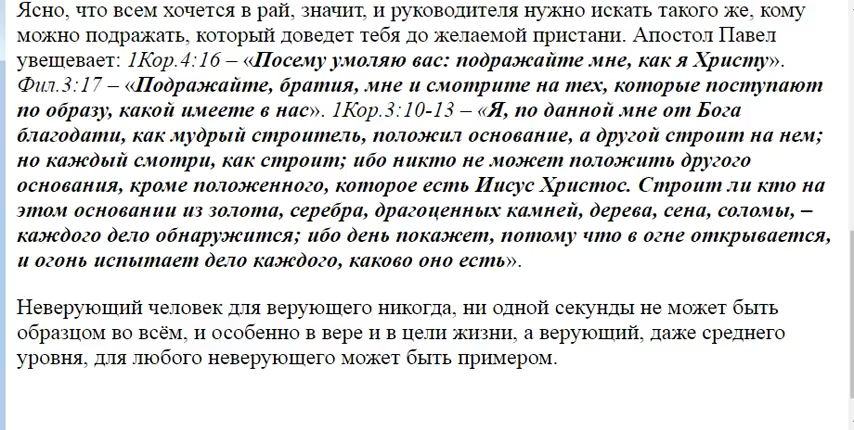 Ясно, что всем хочется в рай, значит, и руководителя нужно искать такого же, кому
можно подражать, который доведет тебя до желаемой пристани. Апостол Павел
увещевает: 1Кор.4:16 – «Посему умоляю вас: подражайте мне, как я Христу».
Фил.3:17 – «Подражайте, братия, мне и смотрите на тех, которые поступают
по образу, какой имеете в нас». 1Кор.3:10-13 – «Я, по данной мне от Бога
благодати, как мудрый строитель, положил основание, а другой строит на нем;
но каждый смотри, как строит; ибо никто не может положить другого
основания, кроме положенного, которое есть Иисус Христос. Строит ли кто на
этом основании из золота, серебра, драгоценных камней, дерева, сена, соломы, –
каждого дело обнаружится; ибо день покажет, потому что в огне открывается,
и огонь испытает дело каждого, каково оно есть».
Неверующий человек для верующего никогда, ни одной секунды не может быть
образцом во всём, и особенно в вере и в цели жизни, а верующий, даже среднего
уровня, для любого неверующего может быть примером.